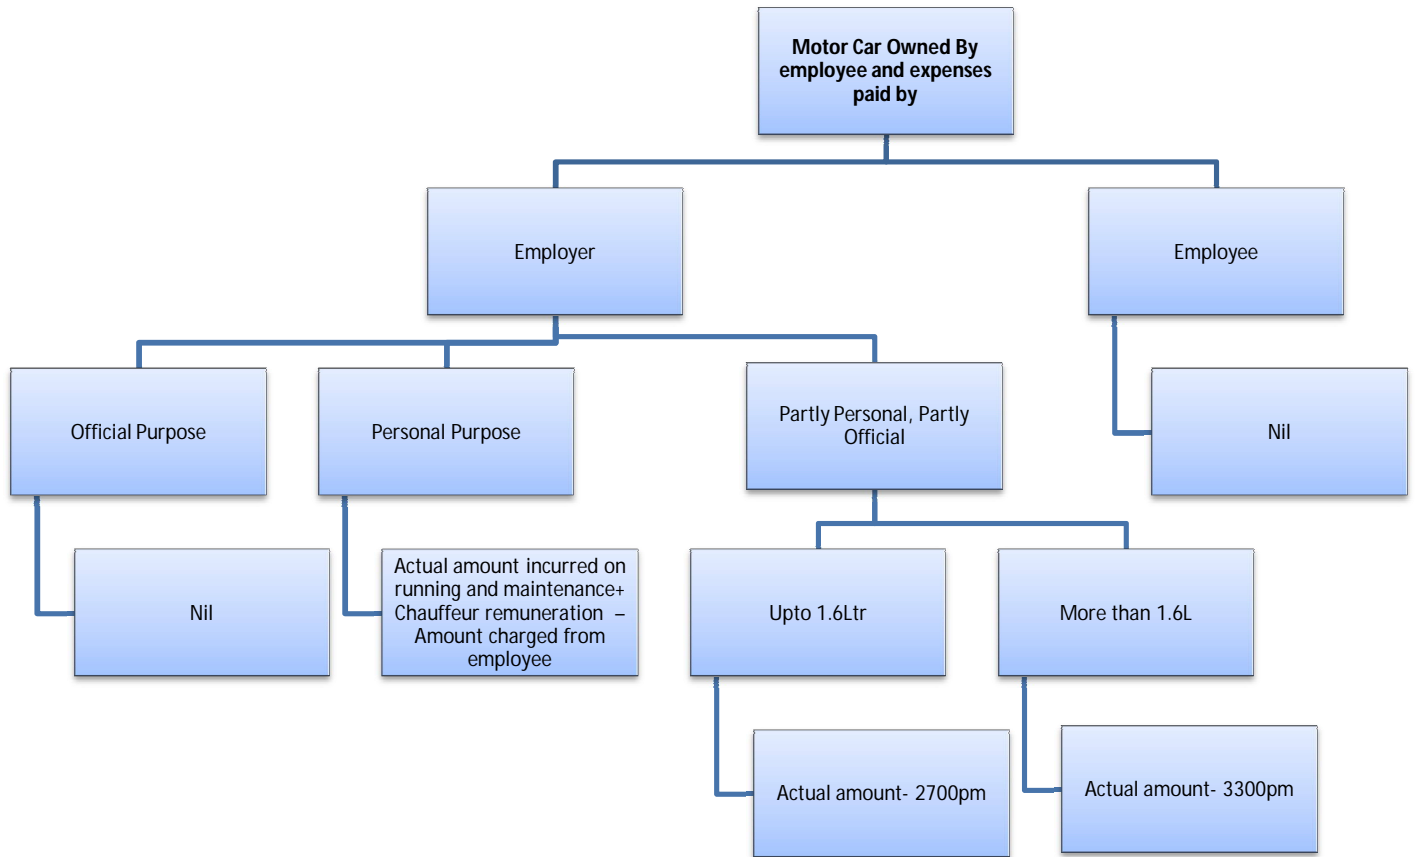 Motor Car Owned By
employee and expenses
paid by
Employer
Employee
Official Purpose
Personal Purpose
Partly Personal, Partly
Official
Nil
Nil
Actual amount incurred on
running and maintenance+
Chauffeur remuneration –
Amount charged from
employee
Upto 1.6Ltr
More than 1.6L
Actual amount- 2700pm
Actual amount- 3300pm